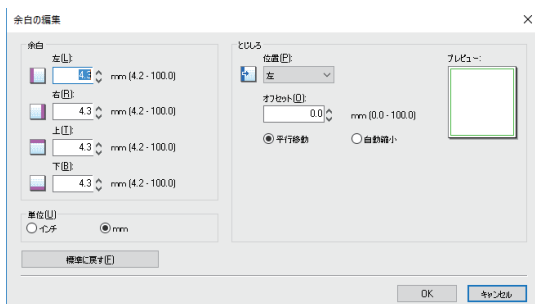 余白の編集
余白
左(L):
4.3 mm (4.2 - 100.0)
右(R):
4.3 mm (4.2 - 100.0)
上(T):
4.3 mm (4.2 - 100.0)
下(B):
4.3 mm (4.2 - 100.0)
単位(U)
インチ mm
標準に戻す(F)
とじしろ
位置(P):
左
オフセット(O):
0.0 mm (0.0 - 100.0)
平行移動 自動縮小
プレビュー:
OK キャンセル